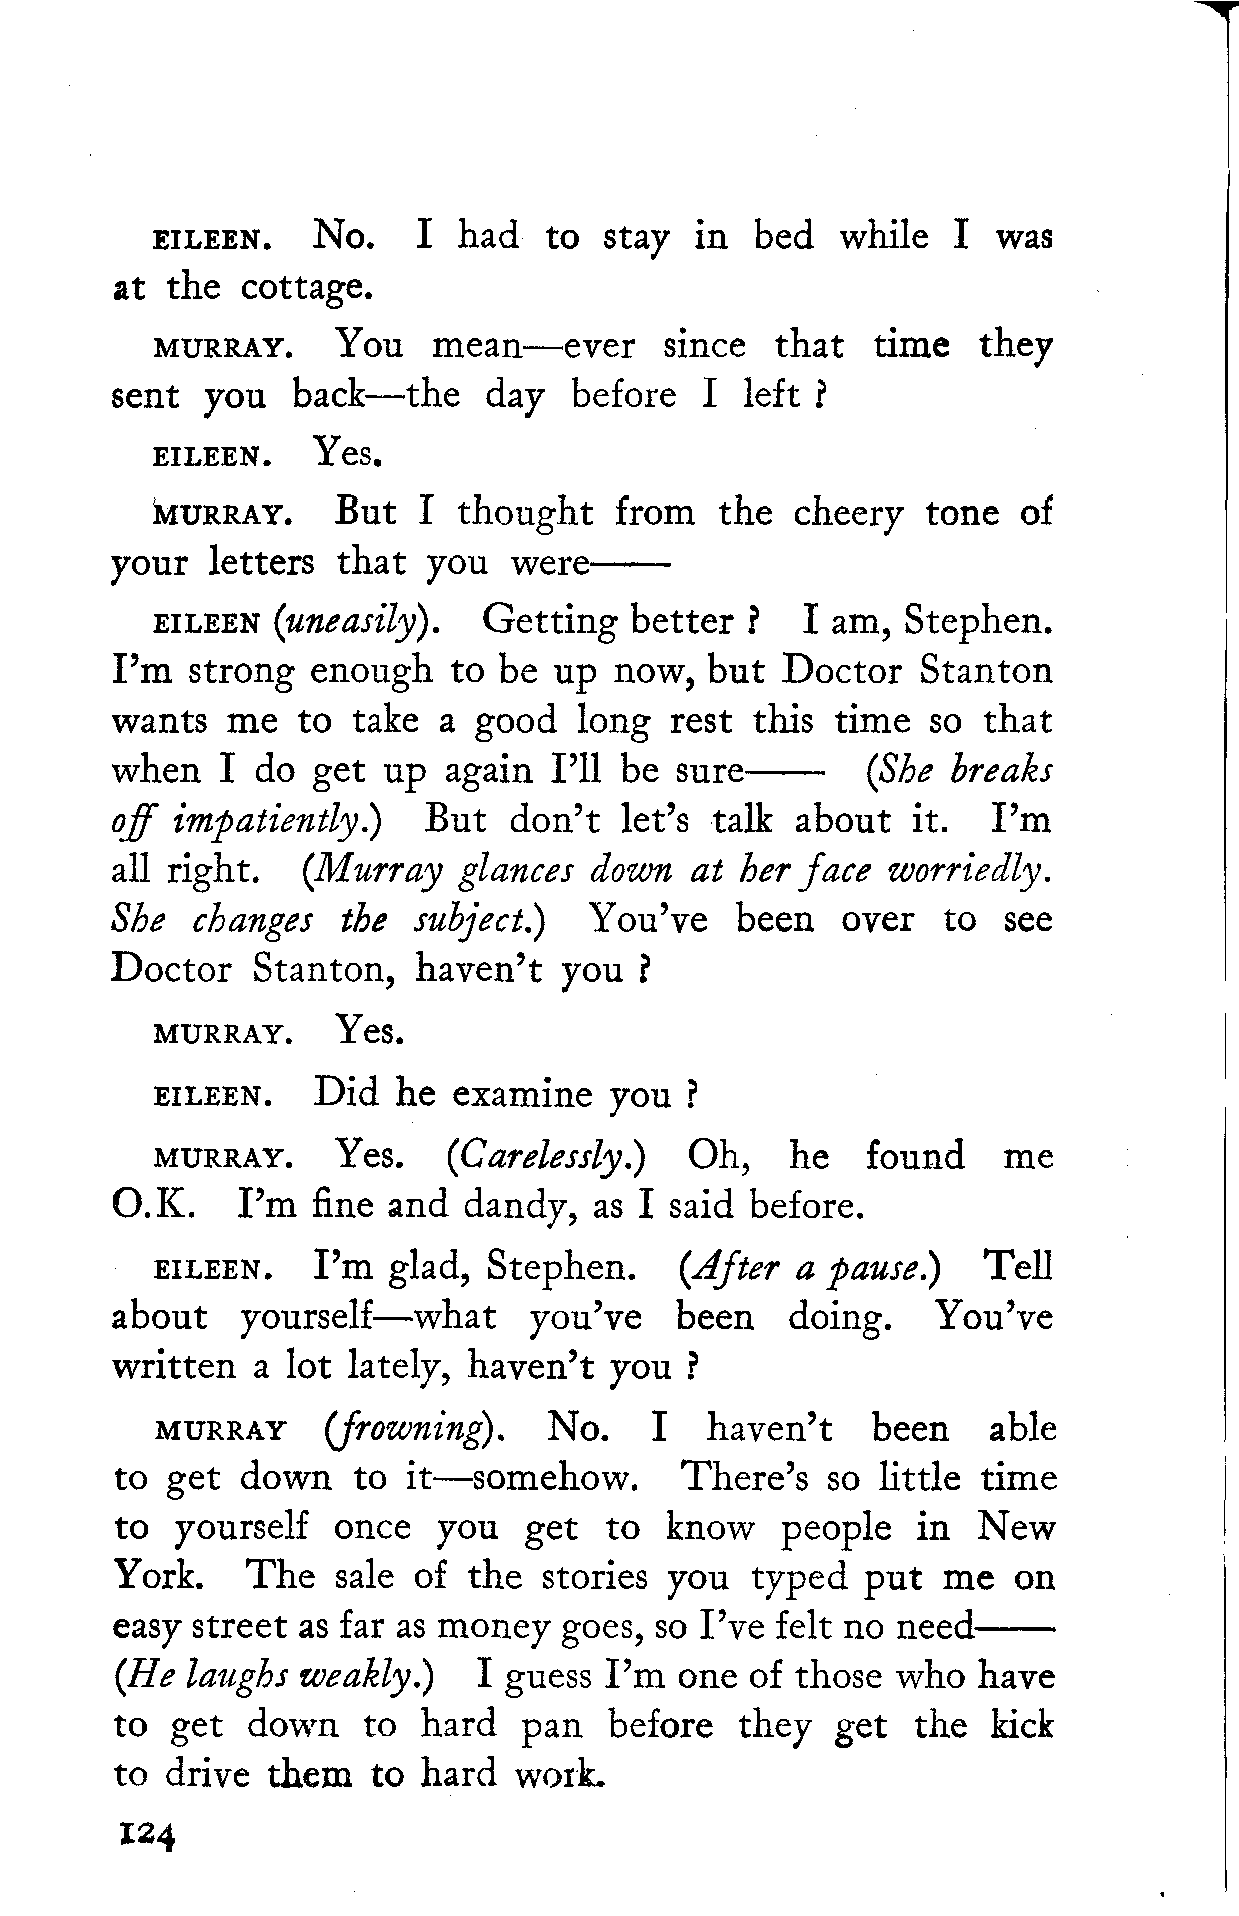 EILEEN. No. I had to stay in bed while I was
at the cottage.
MURRAY. You mean—ever since that time they
sent you back—the day before I left ?
EILEEN. Yes.
MURRAY. But I thought from the cheery tone of
your letters that you were——
EILEEN (uneasily). Getting better ? I am, Stephen.
I'm strong enough to be up now, but Doctor Stanton
wants me to take a good long rest this time so that
when I do get up again I'll be sure—— (She breaks
off impatiently.) But don't let's talk about it. I'm
all right. (Murray glances down at her face worriedly.
She changes the subject.) You've been over to see
Doctor Stanton, haven't you ?
MURRAY. Yes.
EILEEN. Did he examine you ?
MURRAY. Yes. (Carelessly.) Oh, he found me
O.K. I'm fine and dandy, as I said before.
EILEEN. I'm glad, Stephen. (After a pause.) Tell
about yourself—what you've been doing. You've
written a lot lately, haven't you ?
MURRAY (frowning). No. I haven't been able
to get down to it—somehow. There's so little time
to yourself once you get to know people in New
York. The sale of the stories you typed put me on
easy street as far as money goes, so I've felt no need——
(He laughs weakly.) I guess I'm one of those who have
to get down to hard pan before they get the kick
to drive them to hard work.
124